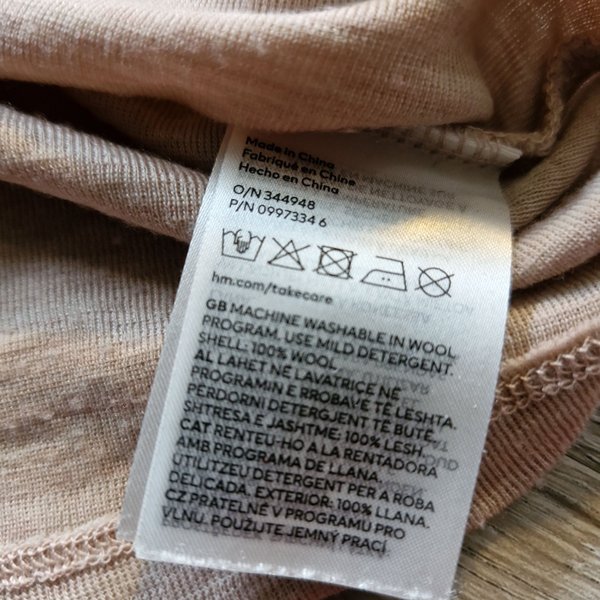 Made in China
Fabriqué en Chine
Hecho en China
O/N 344948
P/N 0997334 6
hm.com/takecare
GB MACHINE WASHABLE IN WOOL
PROGRAM. USE MILD DETERGENT.
SHELL: 100% WOOL
AL LAHET NË LAVATRIÇE NË
PROGRAMIN E RROBAVE TË LESHTA.
PËRDORNI DETERGJENT TË BUTË.
SHTRESA E JASHTME: 100% LESH.
CAT RENTEU-HO A LA RENTADORA
AMB PROGRAMA DE LLANA.
UTILITZEU DETERGENT PER A ROBA
DELICADA. EXTERIOR: 100% LLANA.
CZ PRATELNÉ V PROGRAMU PRO
VLNU. POUŽIJTE JEMNÝ PRACÍ